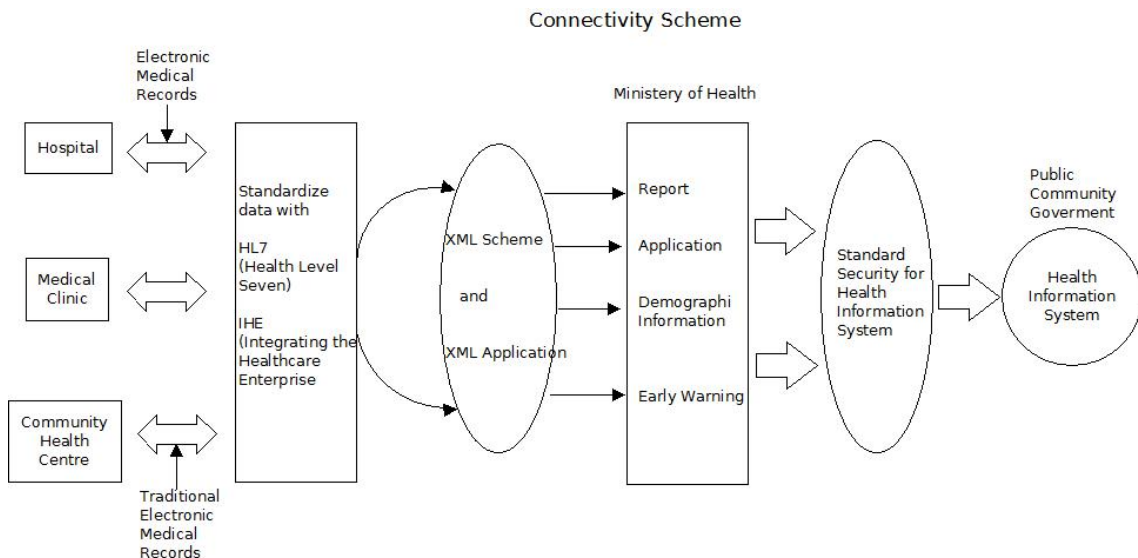 Connectivity Scheme
Electronic
Medical
Records
Hospital
Medical
Clinic
Community
Health
Centre
Traditional
Electronic
Medical
Records
Standardize
data with
HL7
(Health Level
Seven)
IHE
(Integrating the
Healthcare
Enterprise
XML Scheme
and
XML Application
Ministery of Health
Report
Application
Demographi
Information
Early Warning
Standard
Security for
Health
Information
System
Public
Community
Goverment
Health
Information
System